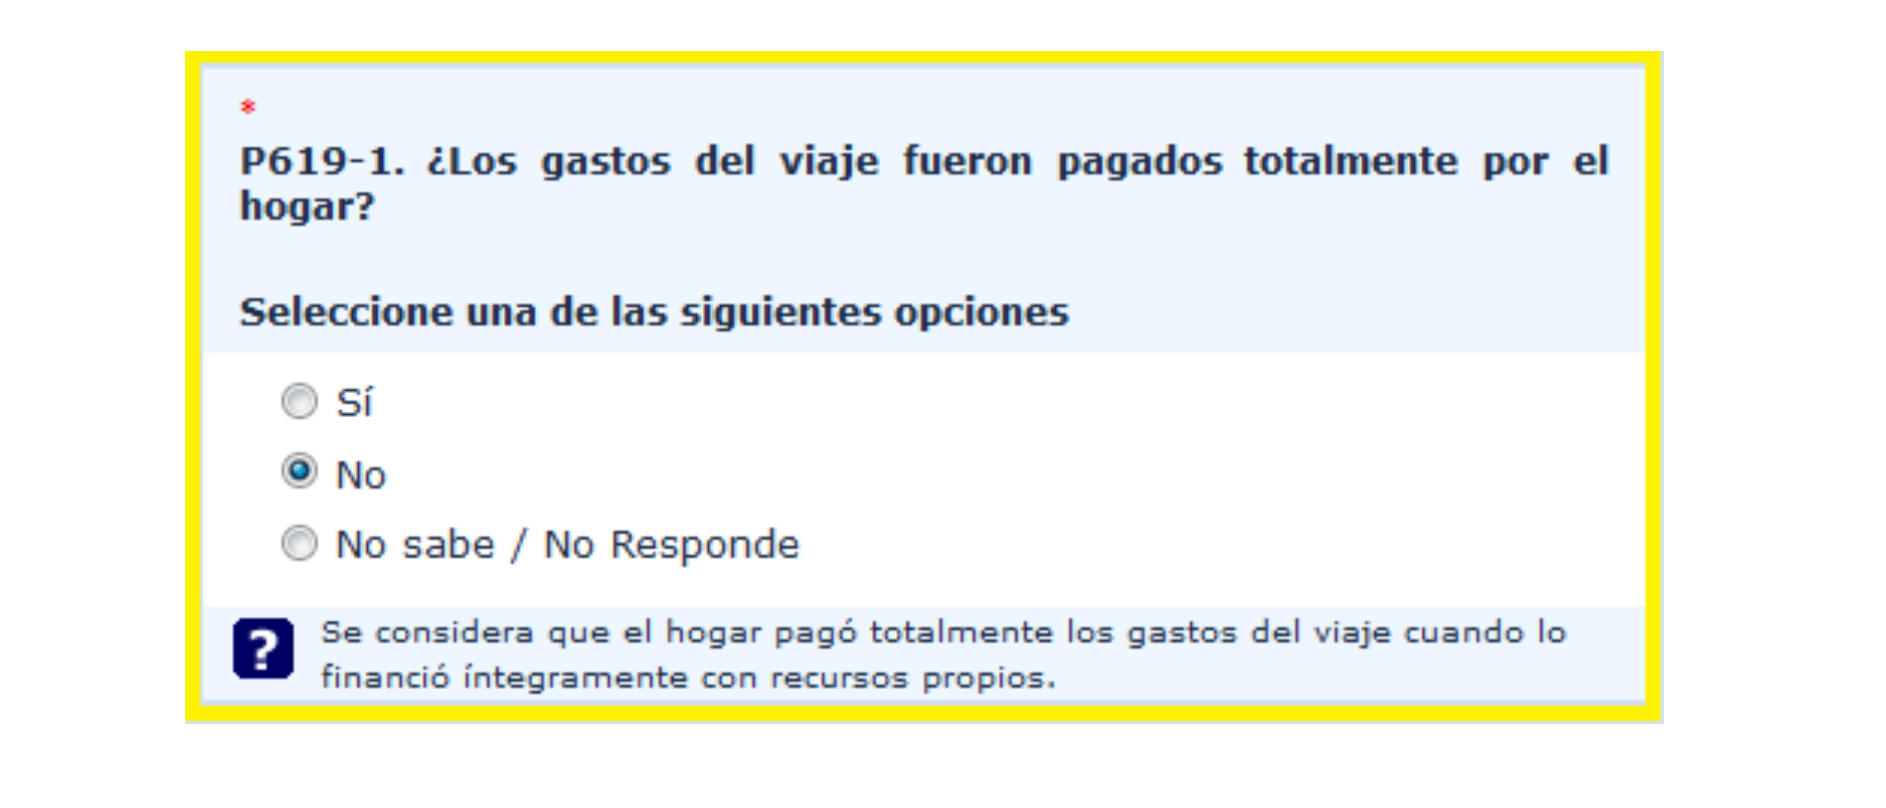 *
P619-1. ¿Los gastos del viaje fueron pagados totalmente por el
hogar?
Seleccione una de las siguientes opciones
Sí
No
No sabe / No Responde
?
Se considera que el hogar pagó totalmente los gastos del viaje cuando lo
financió íntegramente con recursos propios.